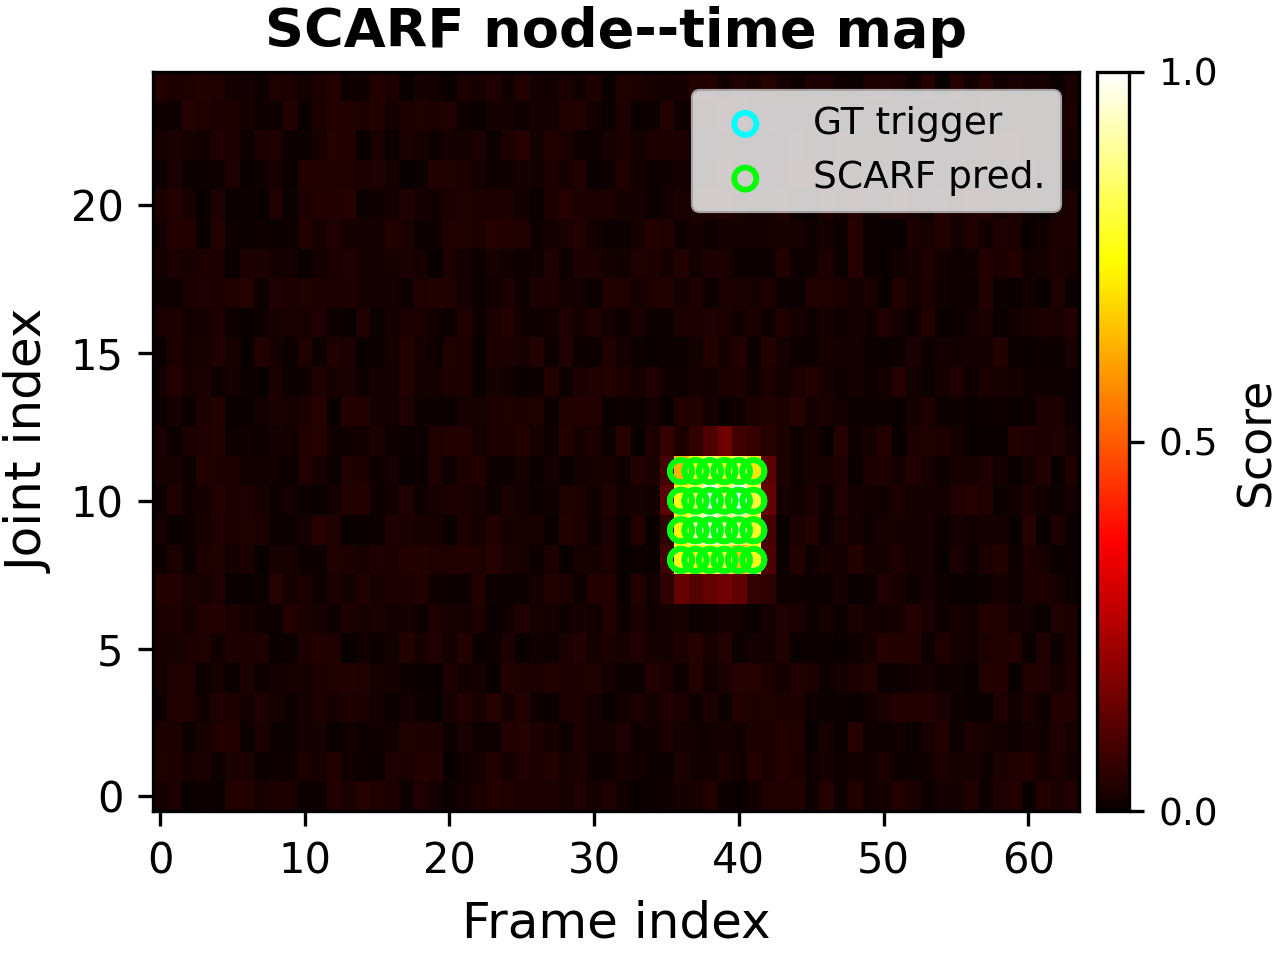 SCARF node--time map
GT trigger
SCARF pred.
Joint index
20
15
10
5
0
0 10 20 30 40 50 60
Frame index
1.0
0.5
0.0
Score